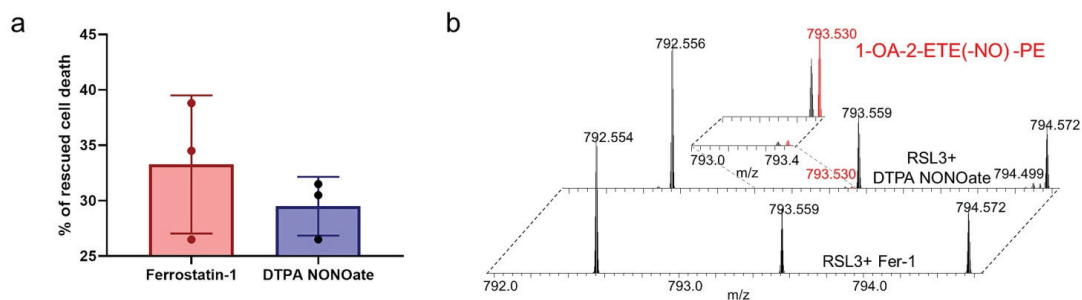 a
% of rescued cell death
45
40
35
30
25
Ferrostatin-1
DTPA NONOate
b
793.530
1-OA-2-ETE(-NO) -PE
792.556
793.559
794.572
792.554
793.0
793.4
m/z
793.530
RSL3+
DTPA NONOate
794.499
793.559
794.572
RSL3+ Fer-1
792.0
793.0
794.0
m/z